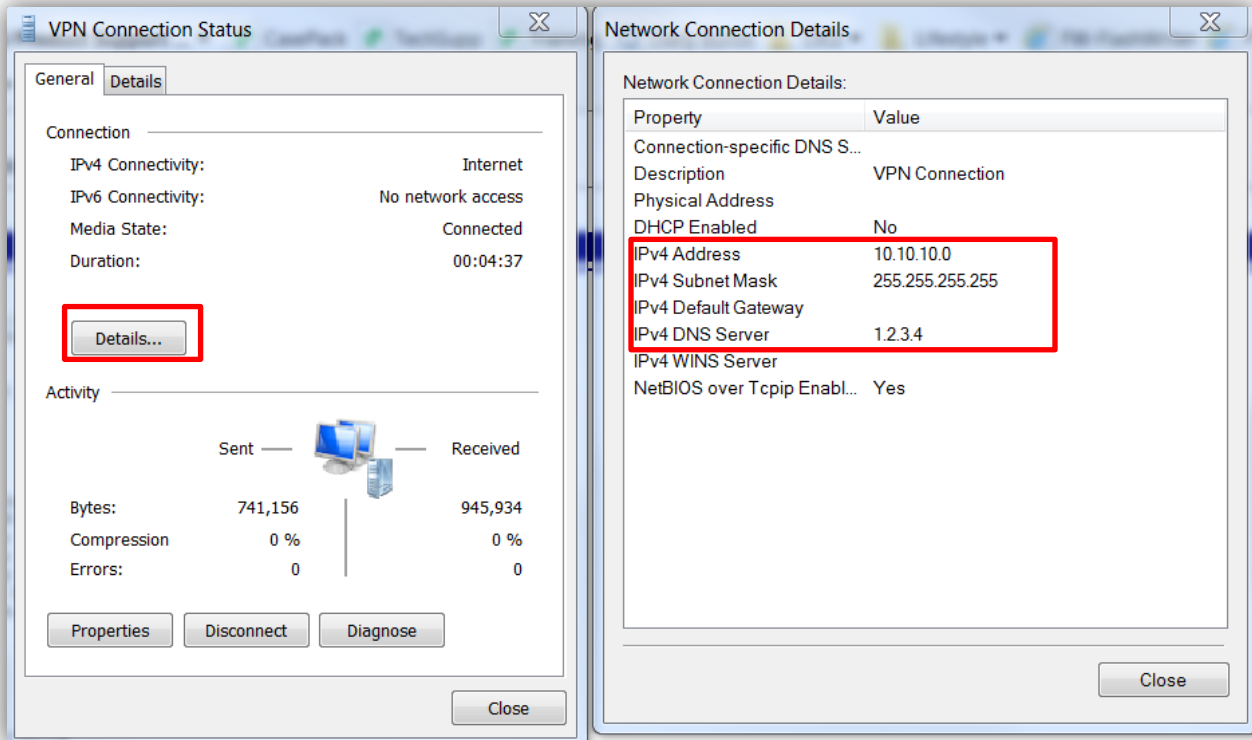 VPN Connection Status
General Details
Connection
IPv4 Connectivity: Internet
IPv6 Connectivity: No network access
Media State: Connected
Duration: 00:04:37
Details...
Activity
Sent Received
Bytes: 741,156 945,934
Compression 0 % 0 %
Errors: 0 0
Properties Disconnect Diagnose
Close
Network Connection Details
Network Connection Details:
Property Value
Connection-specific DNS S...
Description VPN Connection
Physical Address
DHCP Enabled No
IPv4 Address 10.10.10.0
IPv4 Subnet Mask 255.255.255.255
IPv4 Default Gateway
IPv4 DNS Server 1.2.3.4
IPv4 WINS Server
NetBIOS over Tcpip Enabl... Yes
Close